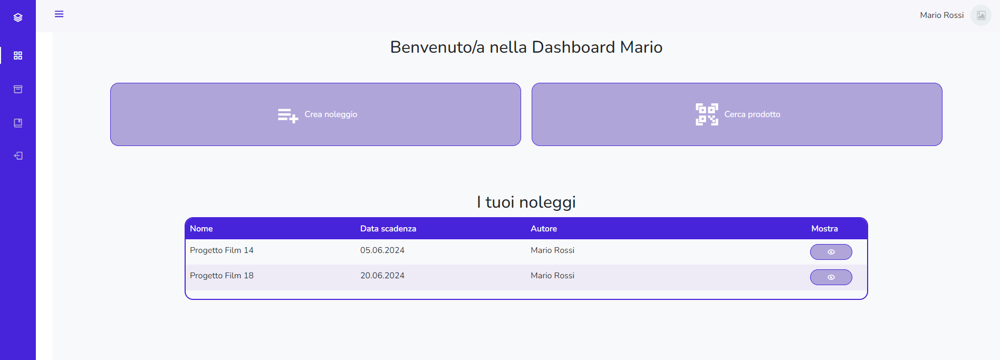 Mario Rossi
Benvenuto/a nella Dashboard Mario
Crea noleggio
Cerca prodotto
I tuoi noleggi
Nome Data scadenza Autore Mostra
Progetto Film 14 05.06.2024 Mario Rossi
Progetto Film 18 20.06.2024 Mario Rossi